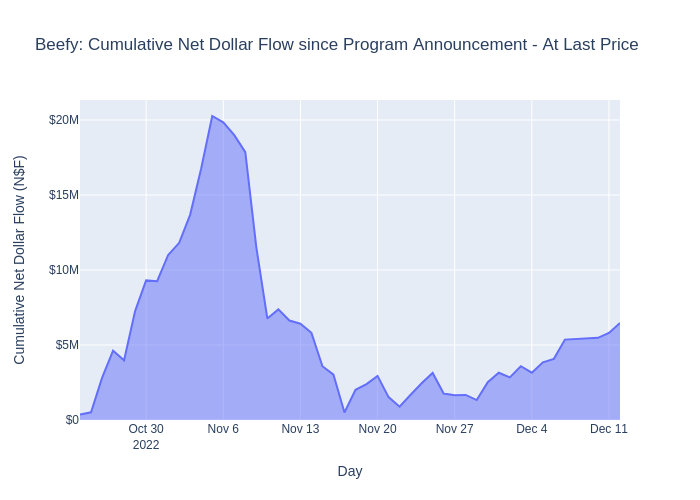 Beefy: Cumulative Net Dollar Flow since Program Announcement - At Last Price
Cumulative Net Dollar Flow (N$F)
$20M
$15M
$10M
$5M
$0
Oct 30 Nov 6 Nov 13 Nov 20 Nov 27 Dec 4 Dec 11
2022
Day